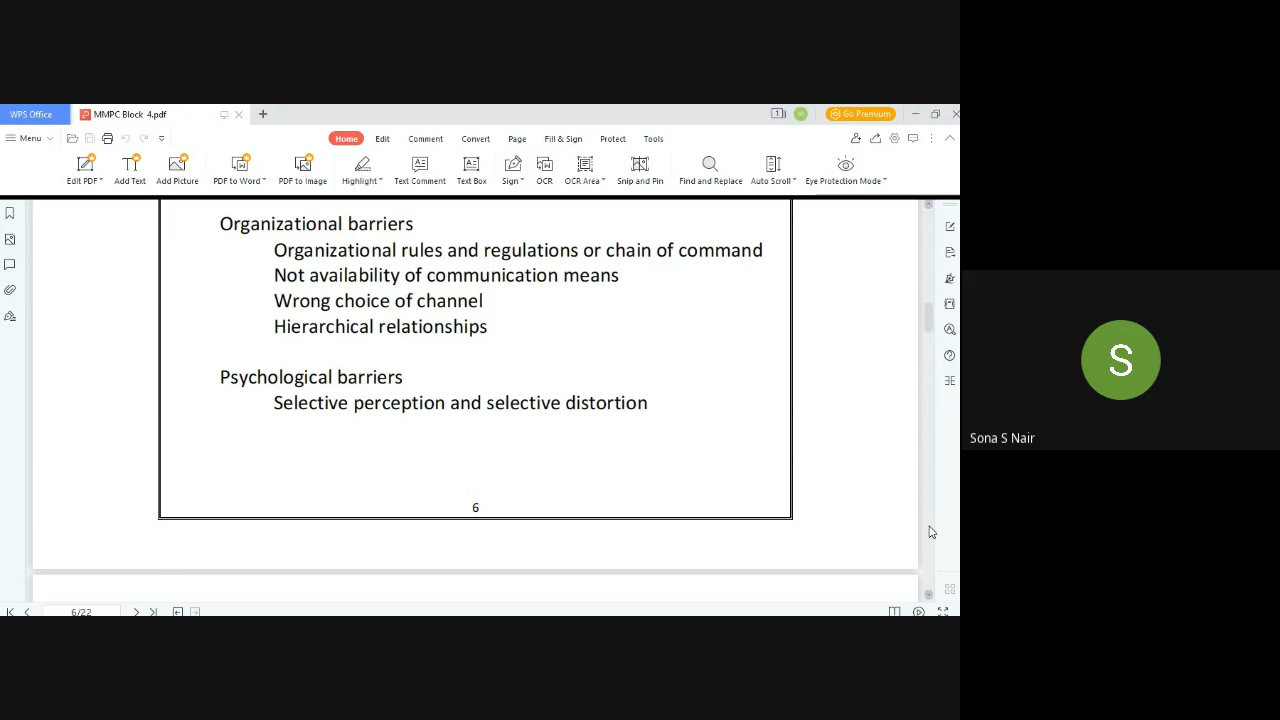 WPS Office
MMPC Block 4.pdf
Go Premium
Menu
Home Edit Comment Convert Page Fill & Sign Protect Tools
Edit PDF Add Text Add Picture PDF to Word PDF to Image Highlight Text Comment Text Box Sign OCR OCR Area Snip and Pin Find and Replace Auto Scroll Eye Protection Mode
Organizational barriers
Organizational rules and regulations or chain of command
Not availability of communication means
Wrong choice of channel
Hierarchical relationships
Psychological barriers
Selective perception and selective distortion
6
6/22
S
Sona S Nair